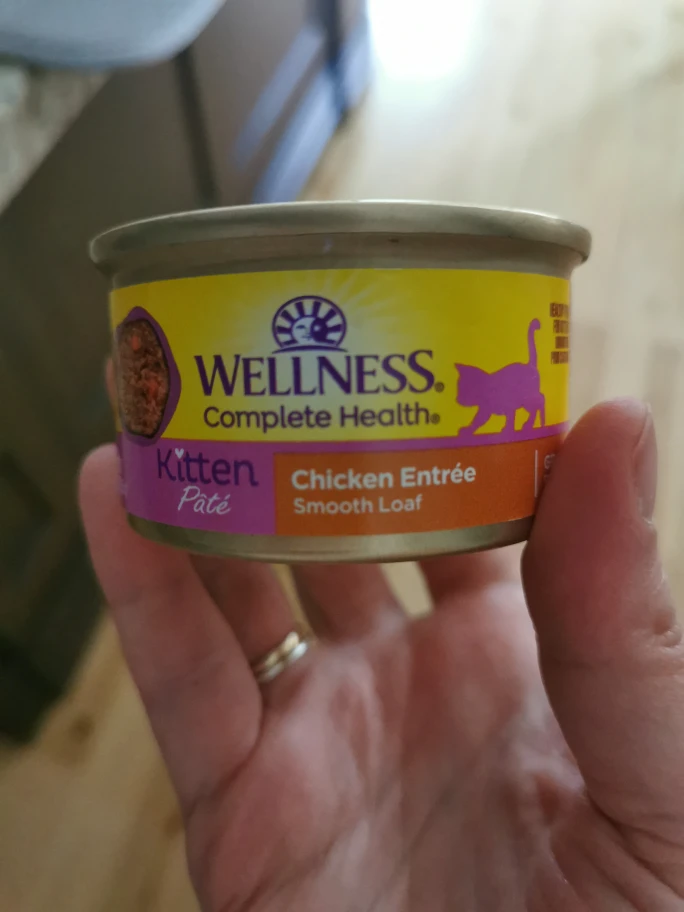 WELLNESS®
Complete Health®
Kitten
Pâté
Chicken Entrée
Smooth Loaf